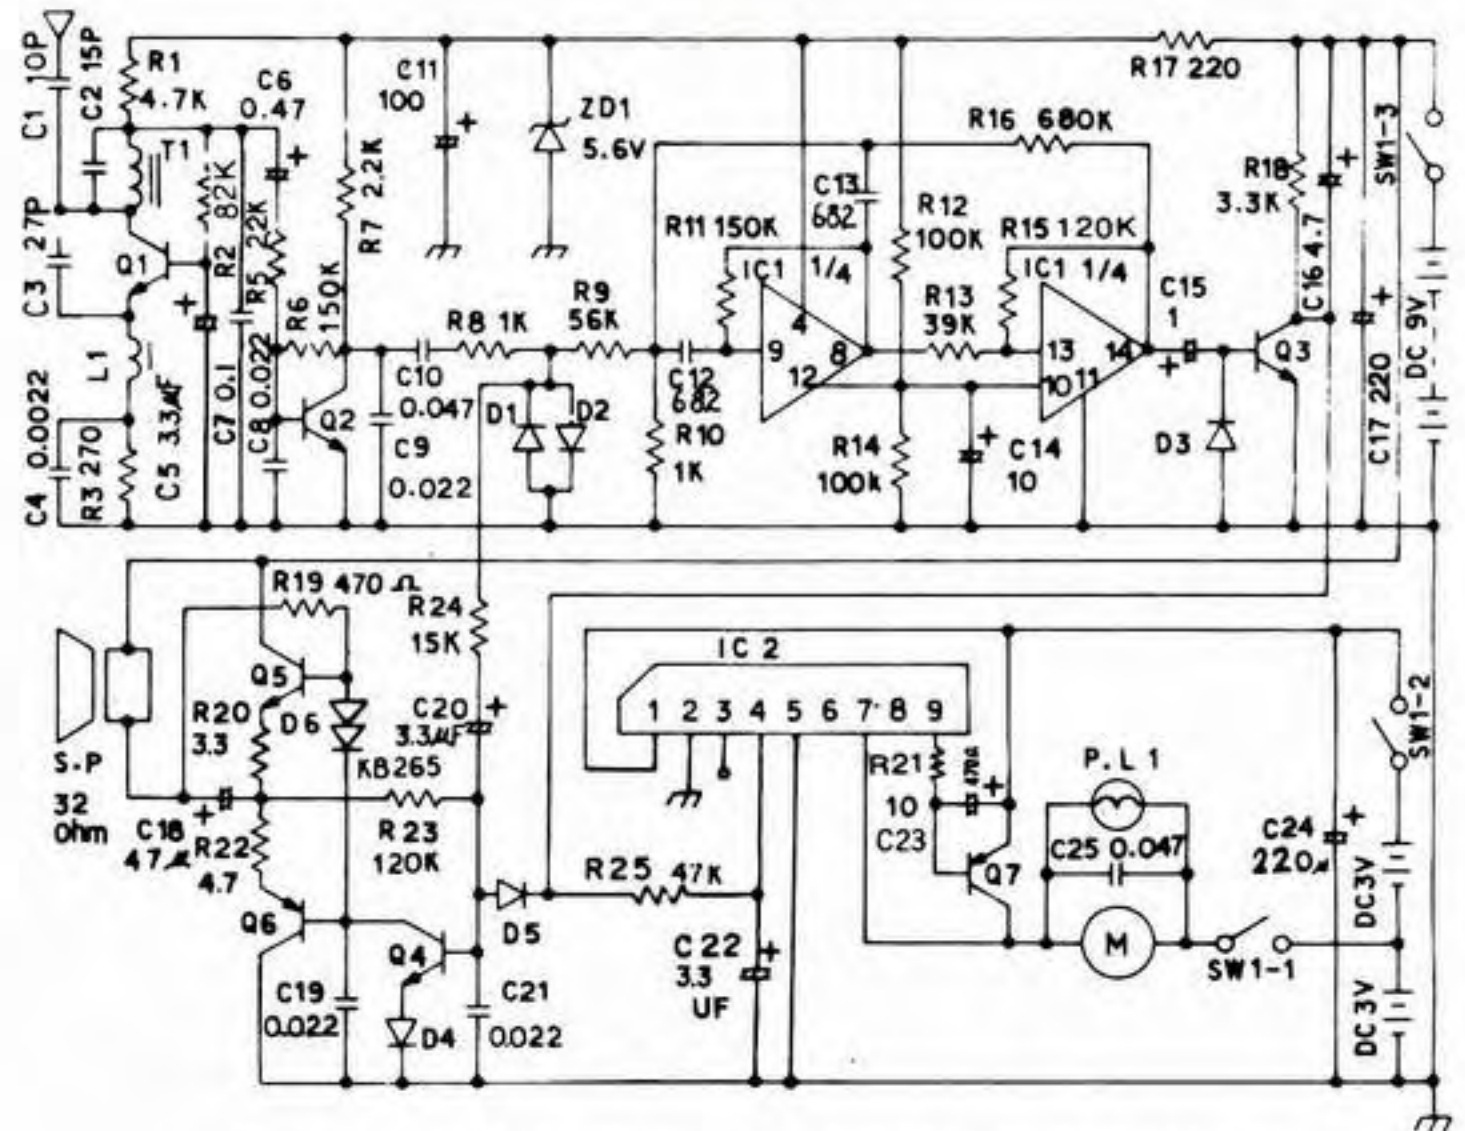 C1 10P
C2 15P
R1
4.7K
C6
0.47
C11
100
+
ZD1
5.6V
R17 220
R16 680K
SW1-3
T1
+
R7 2.2K
C13
682
R18
3.3K
+
C3 27P
R2 82K
R5 22K
R11 150K
R12
100K
R15 120K
C16 4.7
Q1
+
R6
150K
R8 1K
R9
56K
IC1 1/4
R13
39K
IC1 1/4
C15
1
+
DC 9V
L1
4
9
8
12
13
14
10
11
+
Q3
C10
0.047
C12
682
C4 0.0022
R3 270
C5 3.3µF
C7 0.1
C8 0.022
Q2
D1
D2
R10
1K
R14
100k
+
C14
10
D3
C17 220
C9
0.022
R19 470 Ω
R24
15K
IC 2
Q5
R20
3.3
D6
C20
3.3µF
+
1 2 3 4 5 6 7 8 9
SW1-2
S.P
32
Ohm
KB265
R21
10
470Ω
+
P.L 1
+
C18
47µ
R22
4.7
R23
120K
C23
C25 0.047
C24
220µ
+
R25 47K
Q7
DC3V
Q6
Q4
D5
C 22
3.3
UF
+
M
SW1-1
C19
0.022
D4
C21
0.022
DC 3V